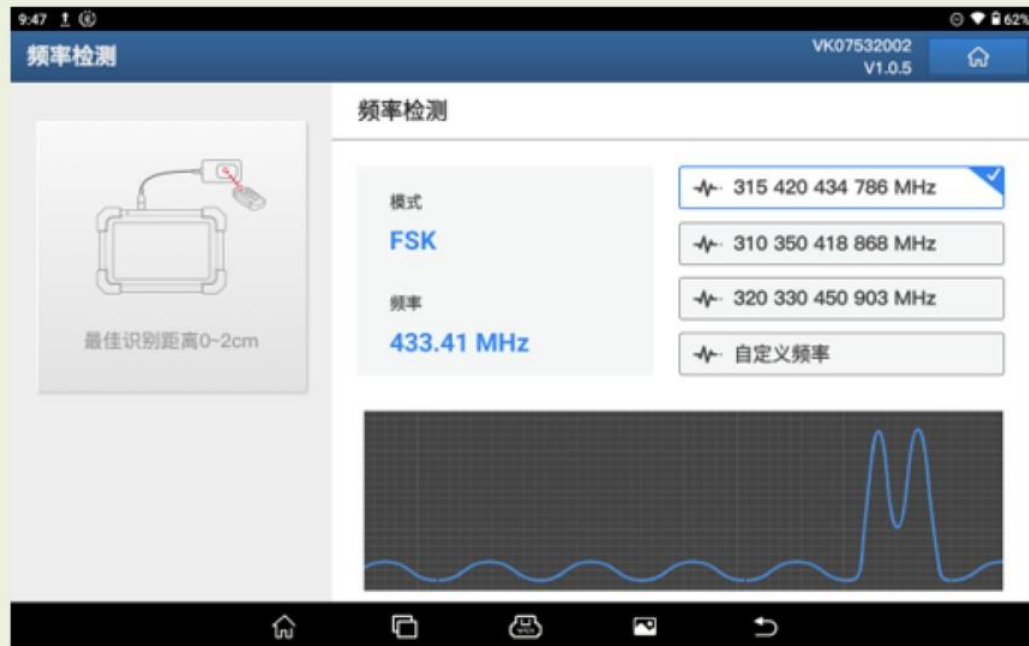 9:47
62%
频率检测
VK07532002
V1.0.5
频率检测
最佳识别距离0~2cm
模式
FSK
频率
433.41 MHz
315 420 434 786 MHz
310 350 418 868 MHz
320 330 450 903 MHz
自定义频率